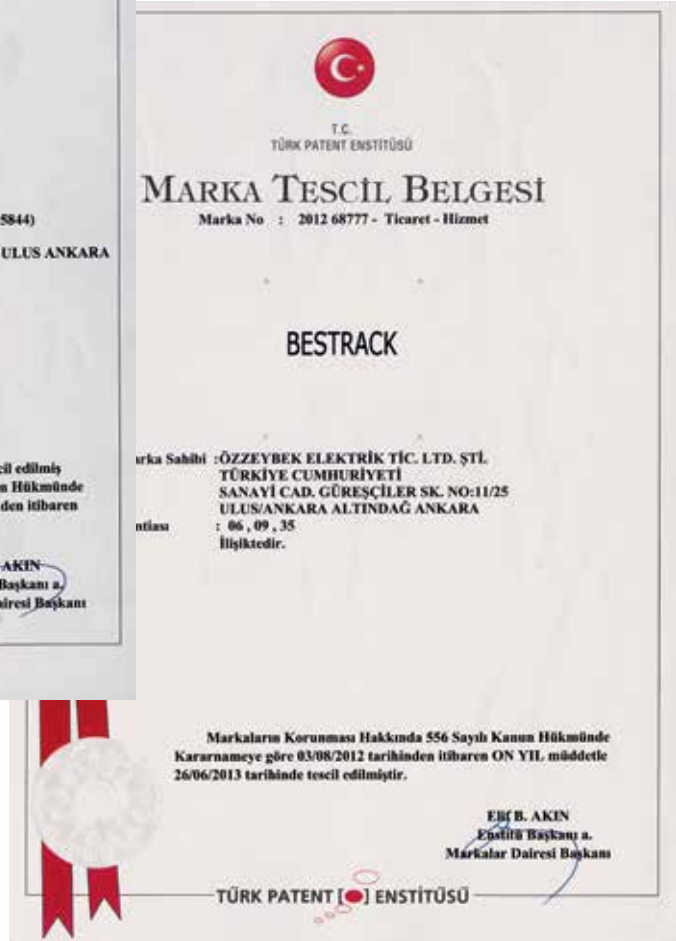 5844)
ULUS ANKARA
cil edilmiş
n Hükmünde
den itibaren
AKIN
Başkanı a.
airesi Başkanı
T.C.
TÜRK PATENT ENSTİTÜSÜ
MARKA TESCİL BELGESİ
Marka No : 2012 68777 - Ticaret - Hizmet
BESTRACK
arka Sahibi :ÖZZEYBEK ELEKTRİK TİC. LTD. ŞTİ.
TÜRKİYE CUMHURİYETİ
SANAYİ CAD. GÜREŞÇİLER SK. NO:11/25
ULUS/ANKARA ALTINDAĞ ANKARA
ntiası : 06 , 09 , 35
İlişiktedir.
Markaların Korunması Hakkında 556 Sayılı Kanun Hükmünde
Kararnameye göre 03/08/2012 tarihinden itibaren ON YIL müddetle
26/06/2013 tarihinde tescil edilmiştir.
Elif B. AKIN
Enstitü Başkanı a.
Markalar Dairesi Başkanı
TÜRK PATENT [●] ENSTİTÜSÜ